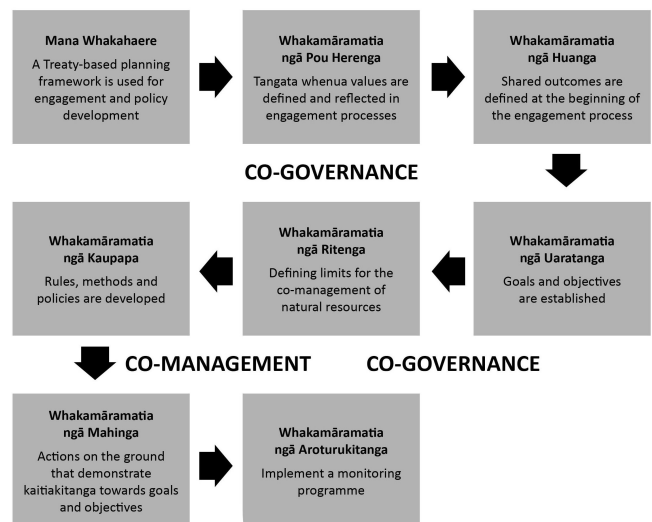 Mana Whakahaere
A Treaty-based planning
framework is used for
engagement and policy
development
Whakamāramatia
ngā Pou Herenga
Tangata whenua values are
defined and reflected in
engagement processes
Whakamāramatia
ngā Huanga
Shared outcomes are
defined at the beginning of
the engagement process
CO-GOVERNANCE
Whakamāramatia
ngā Uaratanga
Goals and objectives
are established
Whakamāramatia
ngā Ritenga
Defining limits for the
co-management of
natural resources
Whakamāramatia
ngā Kaupapa
Rules, methods and
policies are developed
CO-MANAGEMENT
CO-GOVERNANCE
Whakamāramatia
ngā Mahinga
Actions on the ground
that demonstrate
kaitiakitanga towards goals
and objectives
Whakamāramatia
ngā Aroturukitanga
Implement a monitoring
programme